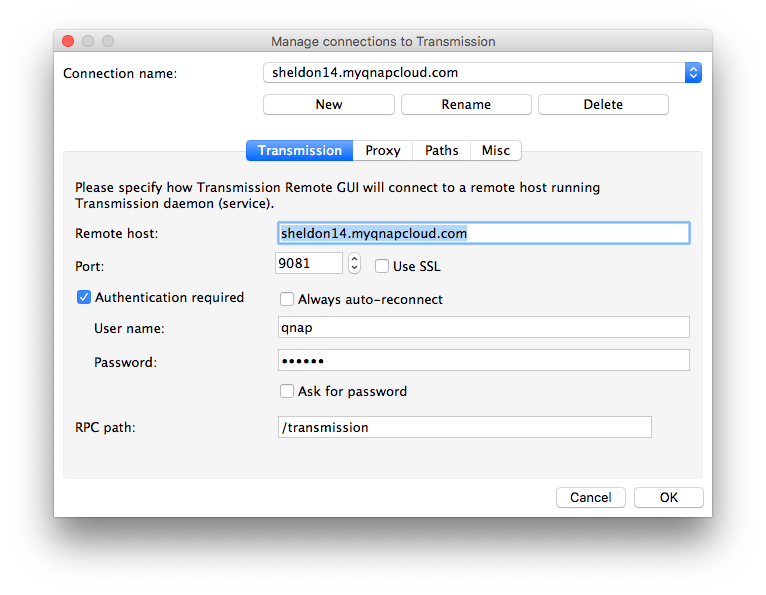 Manage connections to Transmission
Connection name:
sheldon14.myqnapcloud.com
New
Rename
Delete
Transmission
Proxy
Paths
Misc
Please specify how Transmission Remote GUI will connect to a remote host running
Transmission daemon (service).
Remote host:
sheldon14.myqnapcloud.com
Port:
9081
Use SSL
Authentication required
Always auto-reconnect
User name:
qnap
Password:
••••••
Ask for password
RPC path:
/transmission
Cancel
OK